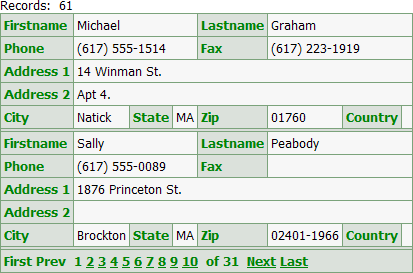 Records: 61
Firstname Michael Lastname Graham
Phone (617) 555-1514 Fax (617) 223-1919
Address 1 14 Winman St.
Address 2 Apt 4.
City Natick State MA Zip 01760 Country
Firstname Sally Lastname Peabody
Phone (617) 555-0089 Fax
Address 1 1876 Princeton St.
Address 2
City Brockton State MA Zip 02401-1966 Country
First Prev 1 2 3 4 5 6 7 8 9 10 of 31 Next Last